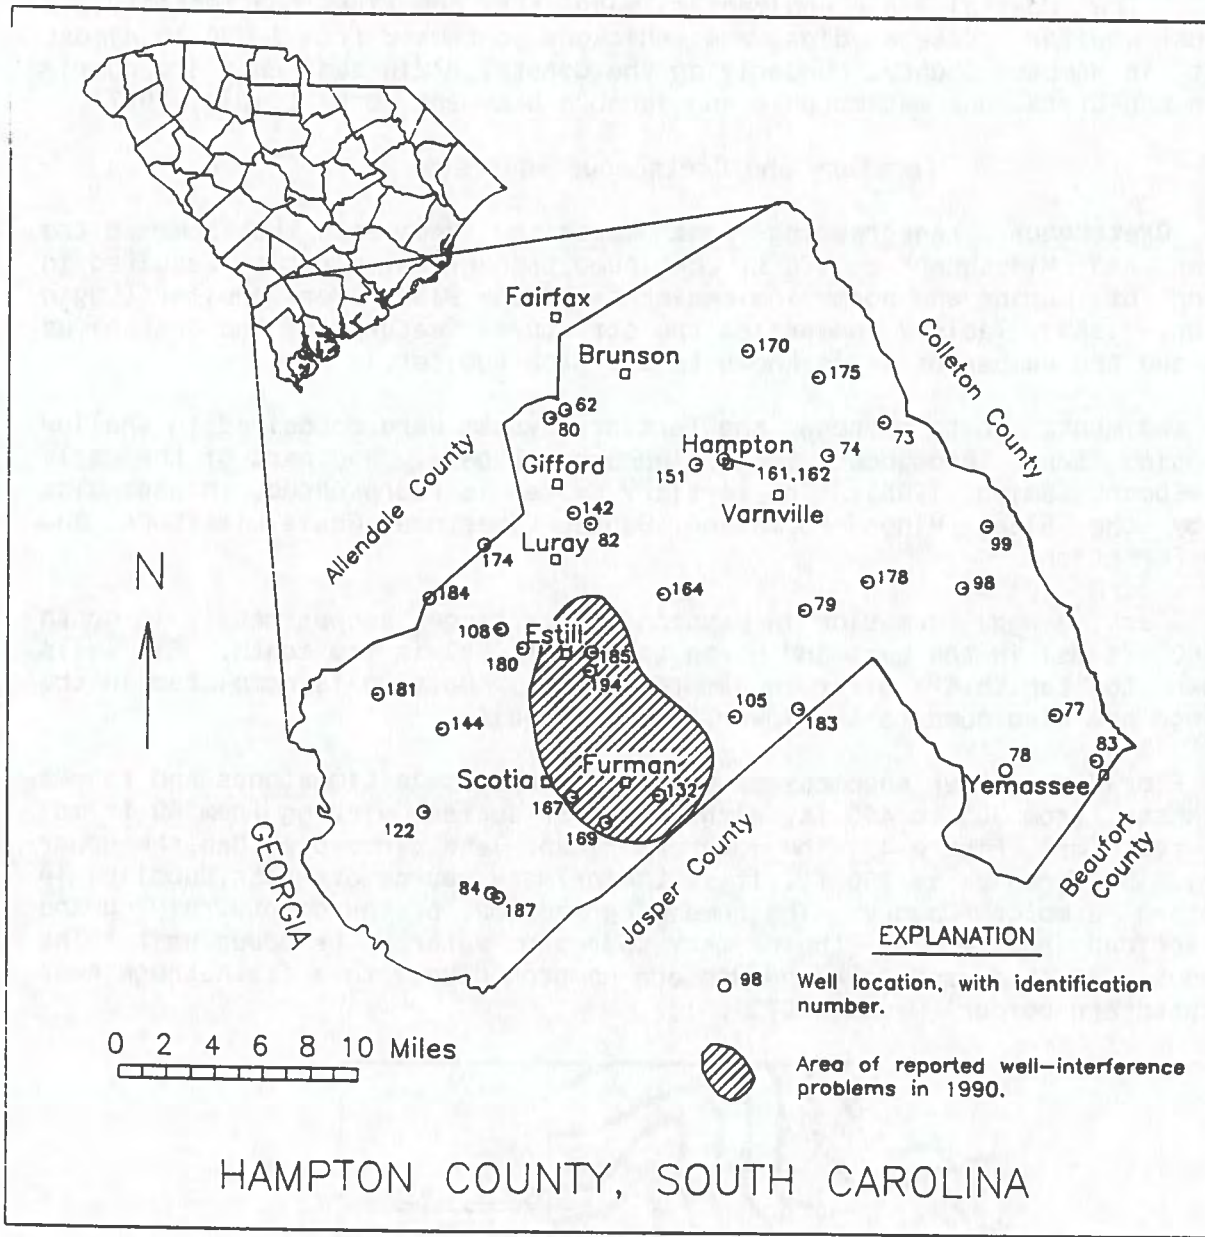 Fairfax
Brunson
170
175
Colleton County
62
80
73
Allendale County
Hampton
74
Gifford
151
161,162
Varnville
142
82
99
174
Luray
N
184
164
178
98
79
108
Estill
180
185
194
181
105
183
77
144
78
83
Scotia
Furman
Yemassee
167
132
122
169
GEORGIA
Jasper County
Beaufort
County
84
187
EXPLANATION
98
Well location, with identification
number.
0 2 4 6 8 10 Miles
Area of reported well-interference
problems in 1990.
HAMPTON COUNTY, SOUTH CAROLINA